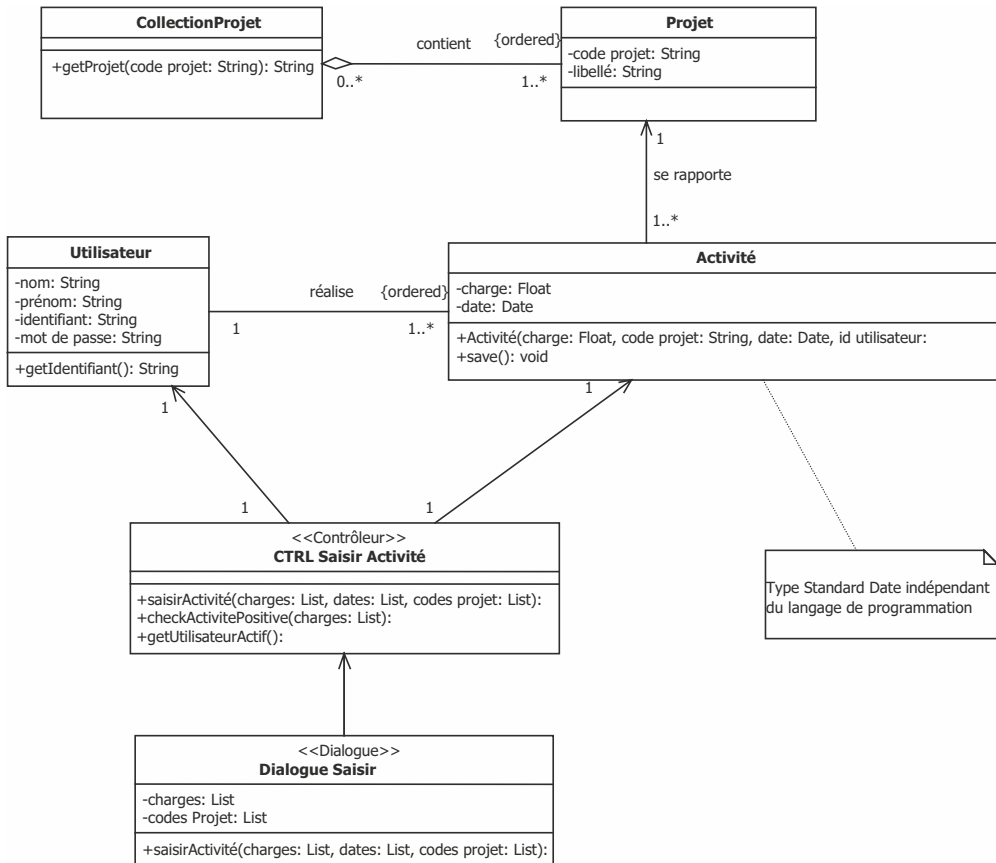 CollectionProjet
+getProjet(code projet: String): String
contient
{ordered}
0..*
1..*
Projet
-code projet: String
-libellé: String
1
se rapporte
1..*
Utilisateur
-nom: String
-prénom: String
-identifiant: String
-mot de passe: String
+getIdentifiant(): String
réalise
{ordered}
1
1..*
Activité
-charge: Float
-date: Date
+Activité(charge: Float, code projet: String, date: Date, id utilisateur:
+save(): void
1
1
1
1
<<Contrôleur>>
CTRL Saisir Activité
+saisirActivité(charges: List, dates: List, codes projet: List):
+checkActivitePositive(charges: List):
+getUtilisateurActif():
Type Standard Date indépendant
du langage de programmation
<<Dialogue>>
Dialogue Saisir
-charges: List
-codes Projet: List
+saisirActivité(charges: List, dates: List, codes projet: List):